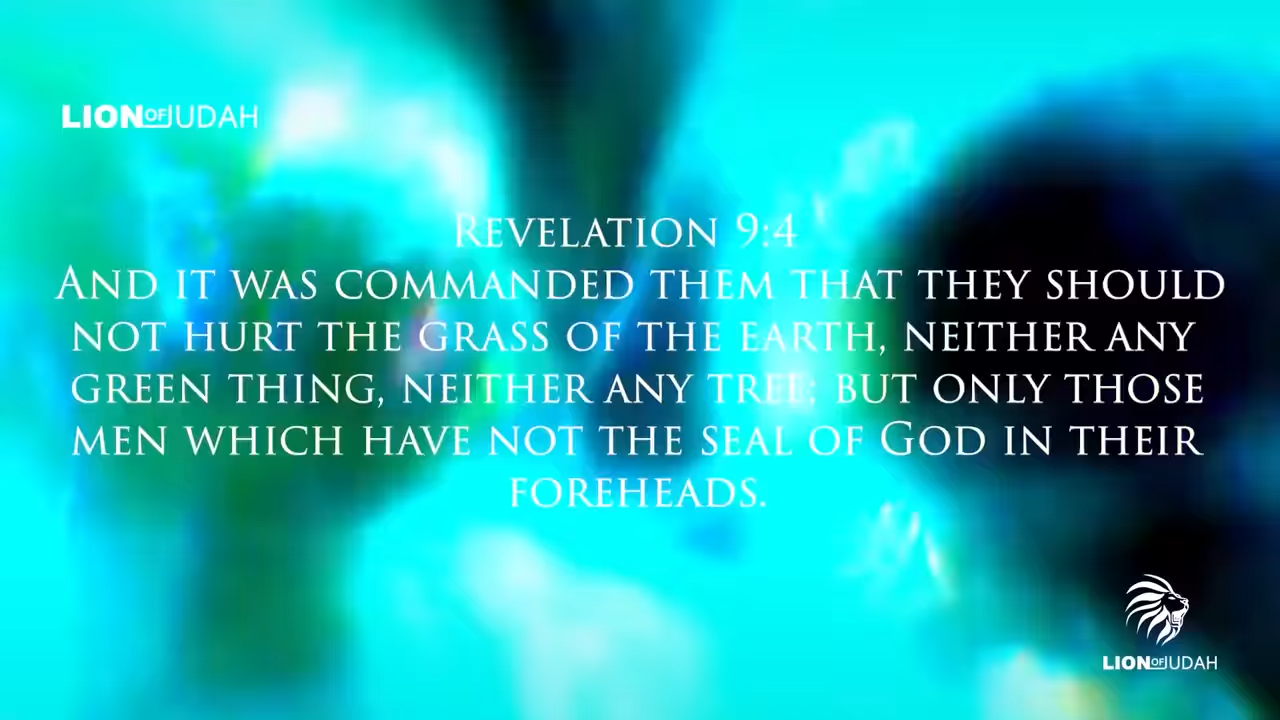 LIONOFJUDAH
REVELATION 9:4
AND IT WAS COMMANDED THEM THAT THEY SHOULD
NOT HURT THE GRASS OF THE EARTH, NEITHER ANY
GREEN THING, NEITHER ANY TREE; BUT ONLY THOSE
MEN WHICH HAVE NOT THE SEAL OF GOD IN THEIR
FOREHEADS.
LIONOFJUDAH